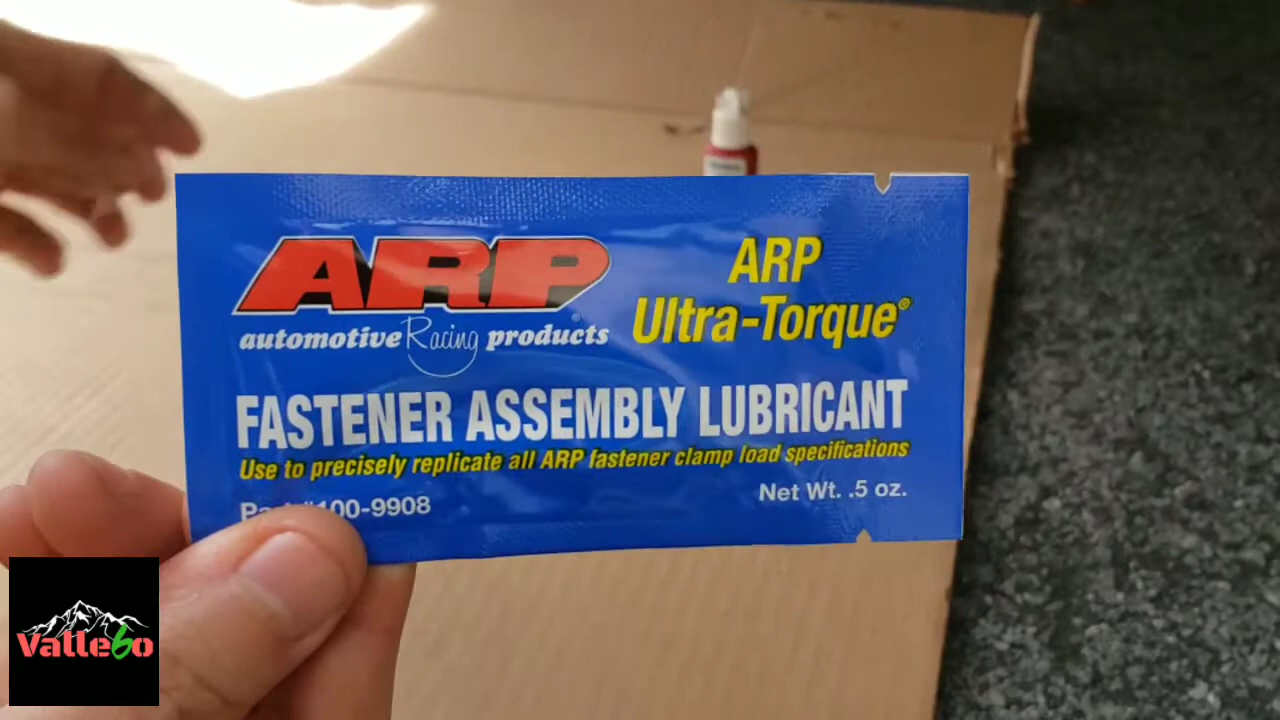 ARP
automotive Racing products
ARP
Ultra-Torque®
FASTENER ASSEMBLY LUBRICANT
Use to precisely replicate all ARP fastener clamp load specifications
100-9908
Net Wt. .5 oz.
Valle6o